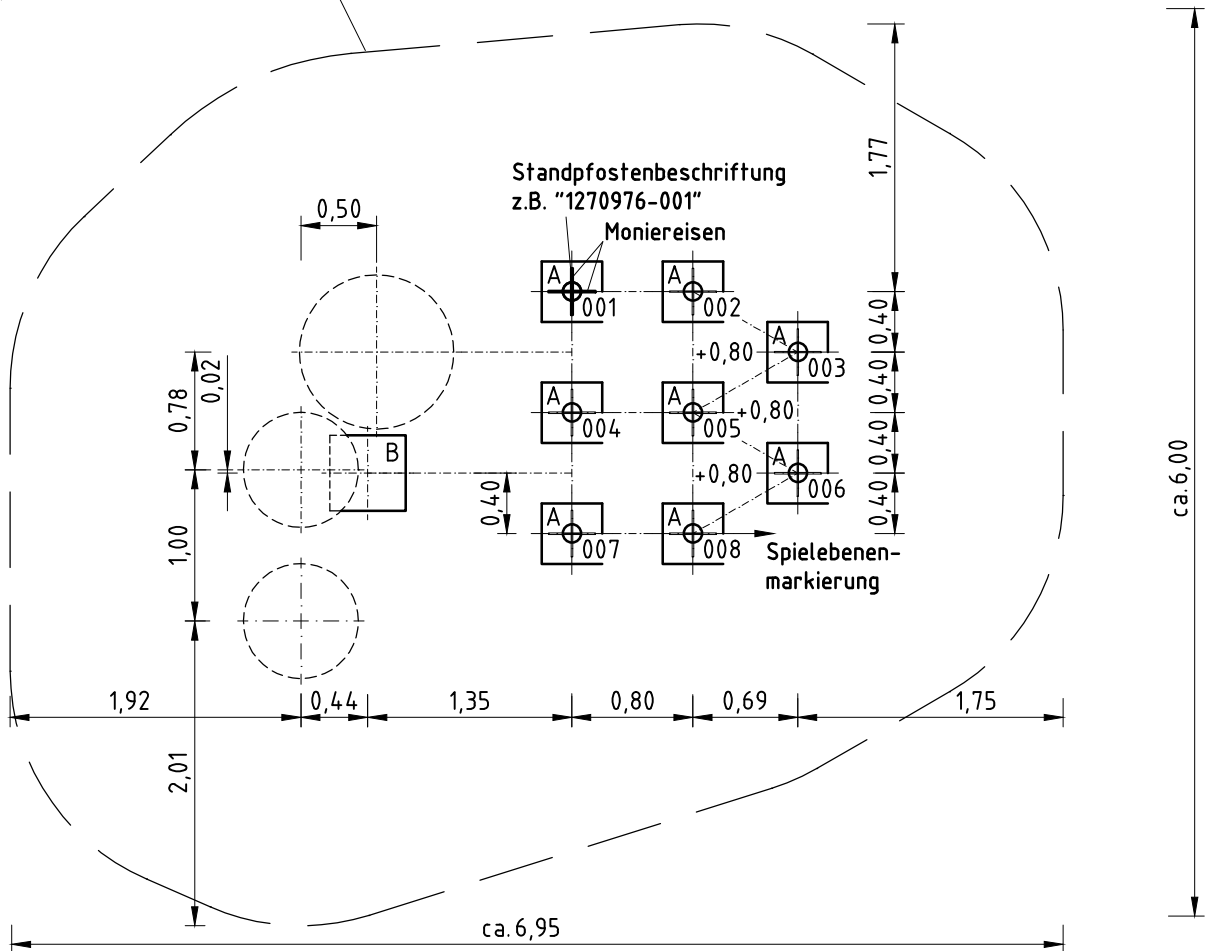 1,77
Standpfostenbeschriftung
z.B. "1270976-001"
0,50
Moniereisen
A
001
A
002
0,40
A
+0,80
003
0,02
0,78
0,40
A
004
A
005
+0,80
0,40
B
A
+0,80
006
0,40
0,40
ca.6,00
A
007
A
008
1,00
Spielebenen-
markierung
1,92
0,44
1,35
0,80
0,69
1,75
2,01
ca.6,95